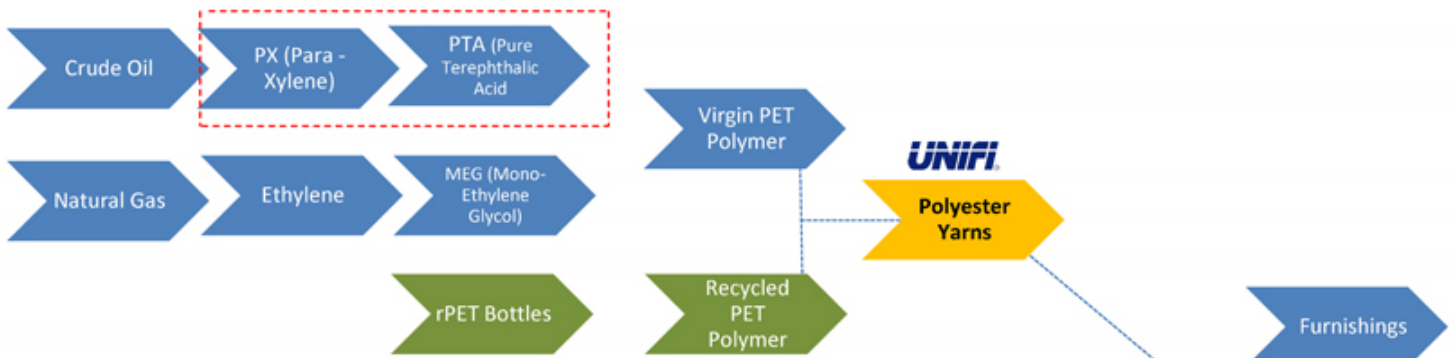 Crude Oil
PX (Para -
Xylene)
PTA (Pure
Terephthalic
Acid
Virgin PET
Polymer
UNIFI
Natural Gas
Ethylene
MEG (Mono-
Ethylene
Glycol)
Polyester
Yarns
rPET Bottles
Recycled
PET
Polymer
Furnishings